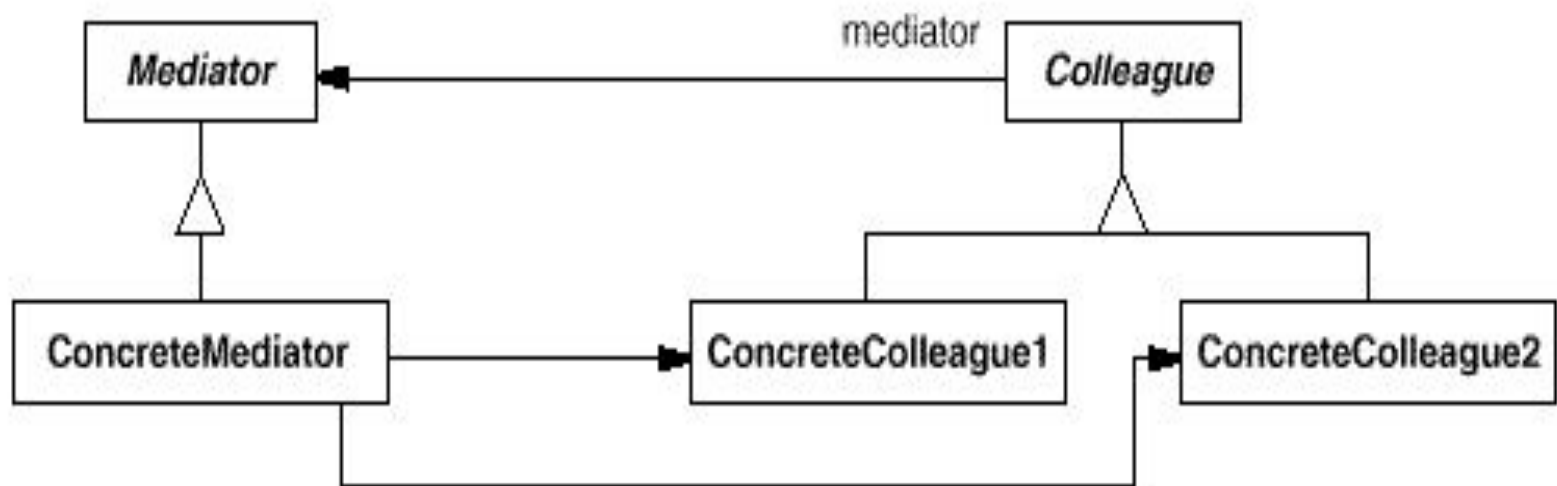 mediator
Mediator
Colleague
ConcreteMediator
ConcreteColleague1
ConcreteColleague2